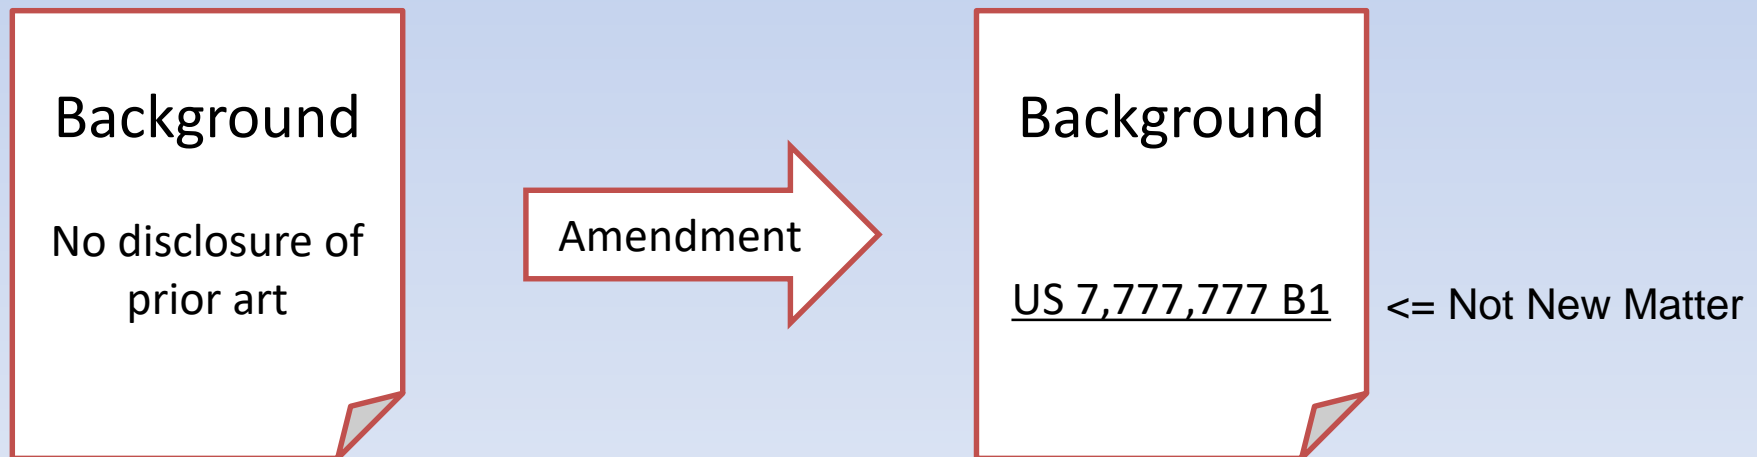 Background
No disclosure of
prior art
Amendment
Background
US 7,777,777 B1
<= Not New Matter